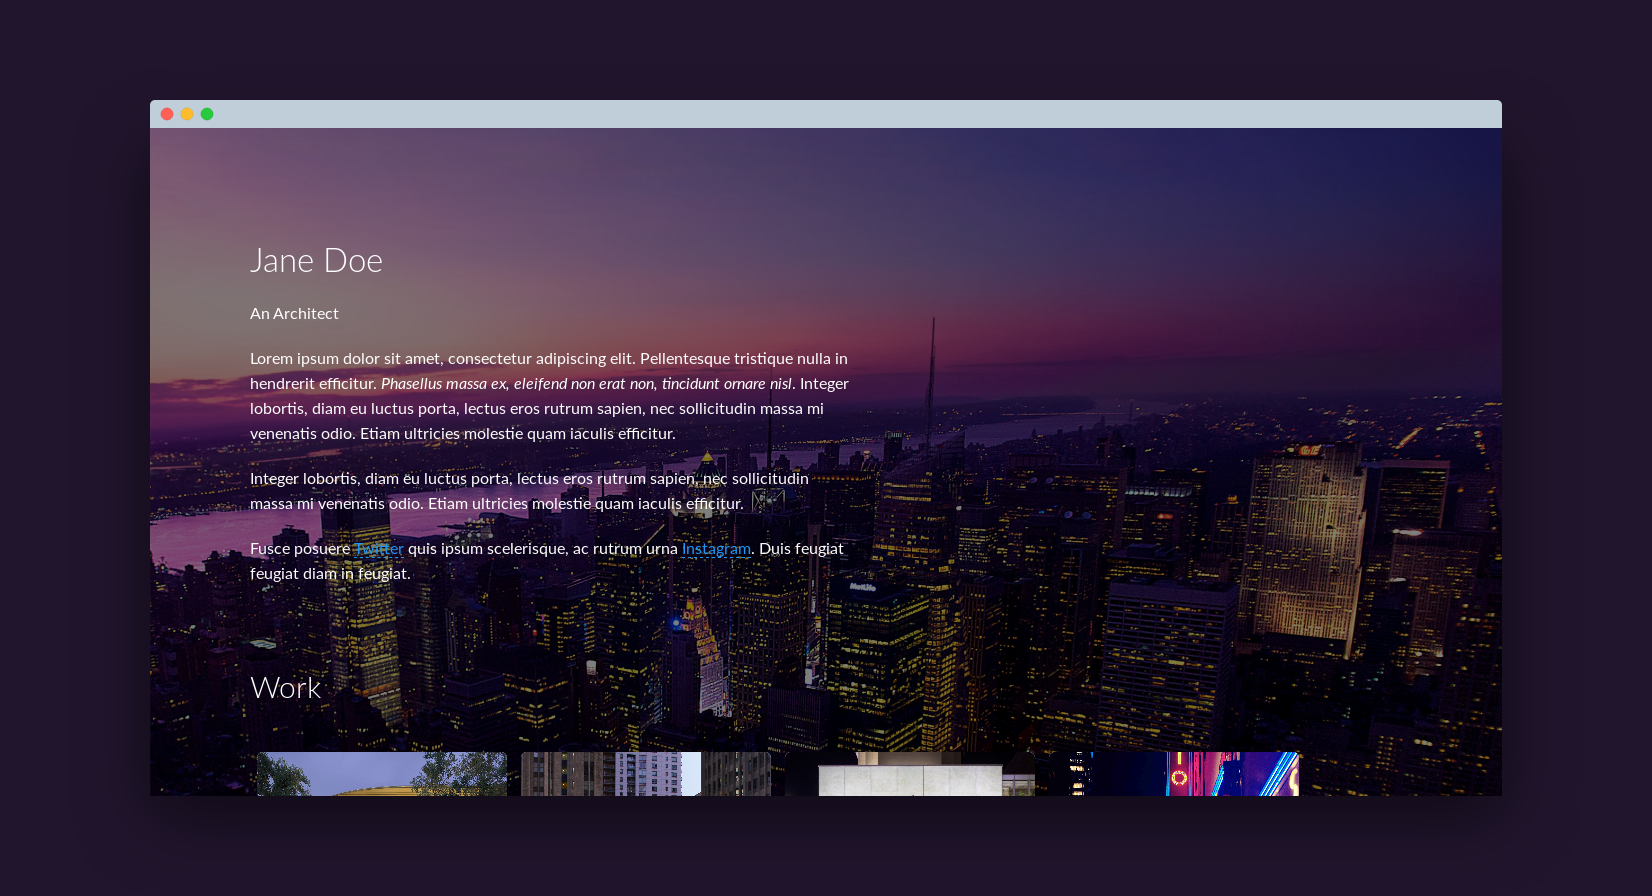 Jane Doe
An Architect
Lorem ipsum dolor sit amet, consectetur adipiscing elit. Pellentesque tristique nulla in
hendrerit efficitur. Phasellus massa ex, eleifend non erat non, tincidunt ornare nisl. Integer
lobortis, diam eu luctus porta, lectus eros rutrum sapien, nec sollicitudin massa mi
venenatis odio. Etiam ultricies molestie quam iaculis efficitur.
Integer lobortis, diam eu luctus porta, lectus eros rutrum sapien, nec sollicitudin
massa mi venenatis odio. Etiam ultricies molestie quam iaculis efficitur.
Fusce posuere Twitter quis ipsum scelerisque, ac rutrum urna Instagram. Duis feugiat
feugiat diam in feugiat.
GE
MetLife
Work